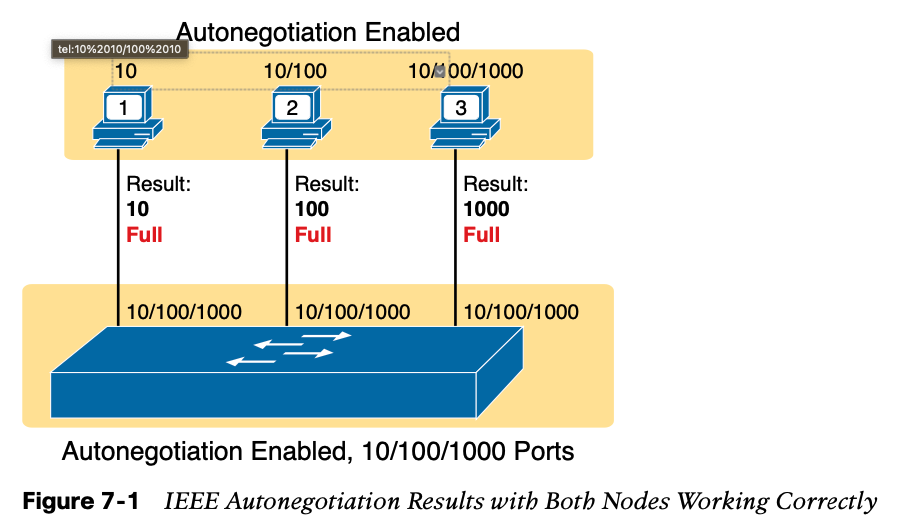 Autonegotiation Enabled
tel:10%2010/100%2010
10 10/100 10/100/1000
1 2 3
Result: Result: Result:
10 100 1000
Full Full Full
10/100/1000 10/100/1000 10/100/1000
Autonegotiation Enabled, 10/100/1000 Ports
Figure 7-1 IEEE Autonegotiation Results with Both Nodes Working Correctly